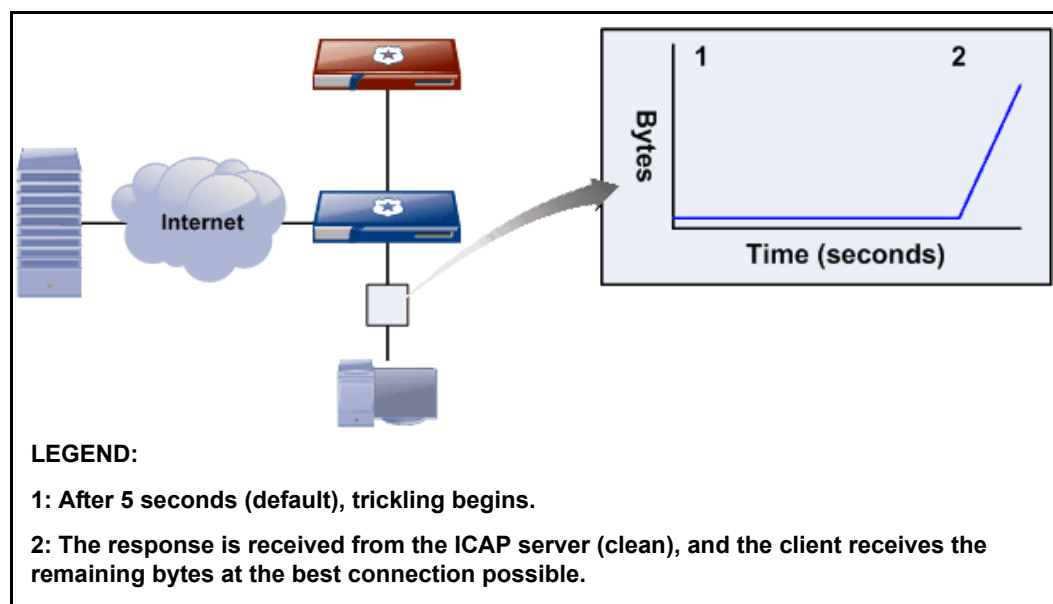 Internet
1
2
Bytes
Time (seconds)
LEGEND:
1: After 5 seconds (default), trickling begins.
2: The response is received from the ICAP server (clean), and the client receives the
remaining bytes at the best connection possible.